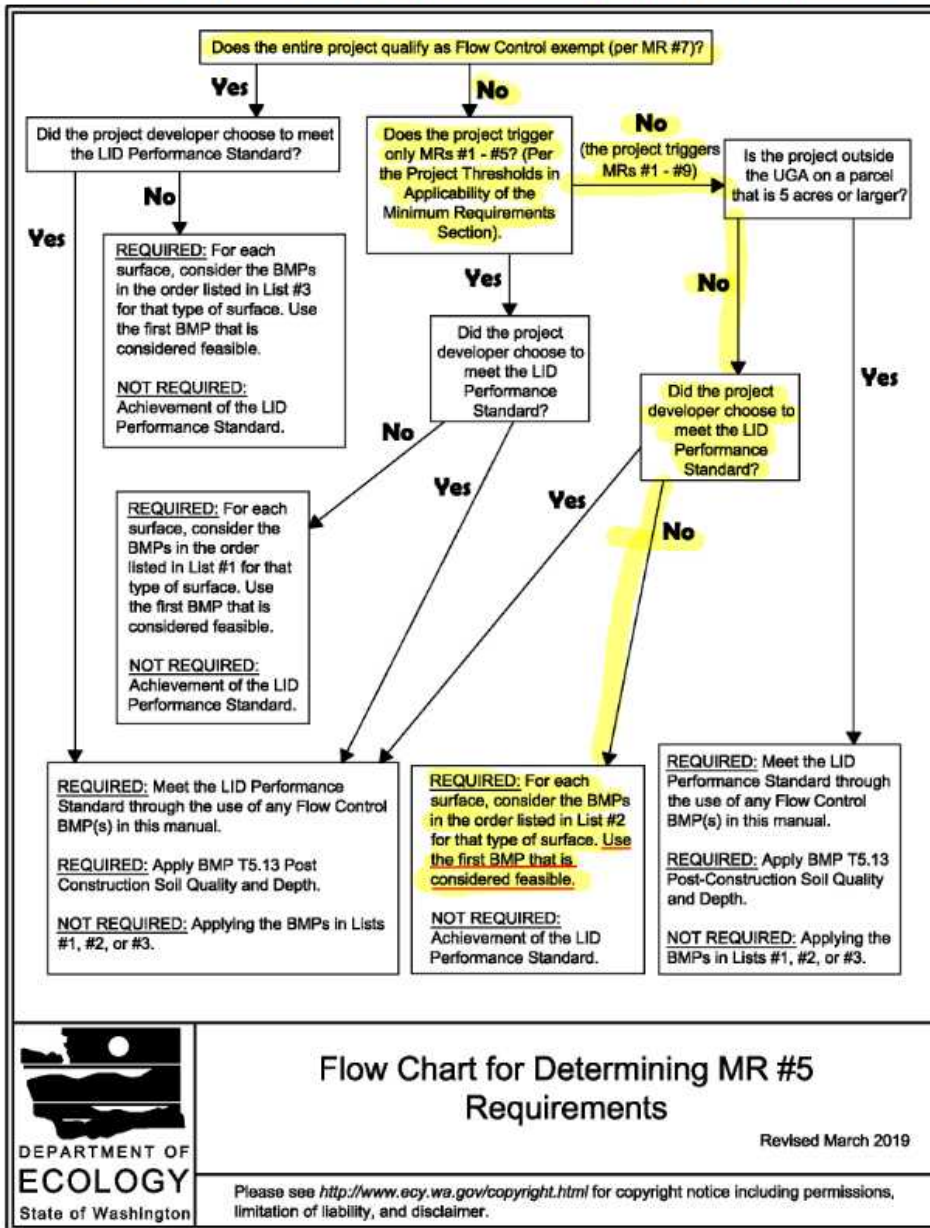 Does the entire project qualify as Flow Control exempt (per MR #7)?
Yes
No
Did the project developer choose to meet
the LID Performance Standard?
Does the project trigger
only MRs #1 - #5? (Per
the Project Thresholds in
Applicability of the
Minimum Requirements
Section).
No
(the project triggers
MRs #1 - #9)
Is the project outside
the UGA on a parcel
that is 5 acres or larger?
No
Yes
REQUIRED: For each
surface, consider the BMPs
in the order listed in List #3
for that type of surface. Use
the first BMP that is
considered feasible.
NOT REQUIRED:
Achievement of the LID
Performance Standard.
Yes
No
Yes
Did the project
developer choose to
meet the LID
Performance
Standard?
Did the project
developer choose to
meet the LID
Performance
Standard?
No
Yes
Yes
No
REQUIRED: For each
surface, consider the
BMPs in the order
listed in List #1 for that
type of surface. Use
the first BMP that is
considered feasible.
NOT REQUIRED:
Achievement of the LID
Performance Standard.
REQUIRED: Meet the LID Performance
Standard through the use of any Flow Control
BMP(s) in this manual.
REQUIRED: Apply BMP T5.13 Post
Construction Soil Quality and Depth.
NOT REQUIRED: Applying the BMPs in Lists
#1, #2, or #3.
REQUIRED: For each
surface, consider the BMPs
in the order listed in List #2
for that type of surface. Use
the first BMP that is
considered feasible.
NOT REQUIRED:
Achievement of the LID
Performance Standard.
REQUIRED: Meet the LID
Performance Standard through
the use of any Flow Control
BMP(s) in this manual.
REQUIRED: Apply BMP T5.13
Post-Construction Soil Quality
and Depth.
NOT REQUIRED: Applying the
BMPs in Lists #1, #2, or #3.
DEPARTMENT OF
ECOLOGY
State of Washington
Flow Chart for Determining MR #5
Requirements
Revised March 2019
Please see http://www.ecy.wa.gov/copyright.html for copyright notice including permissions,
limitation of liability, and disclaimer.